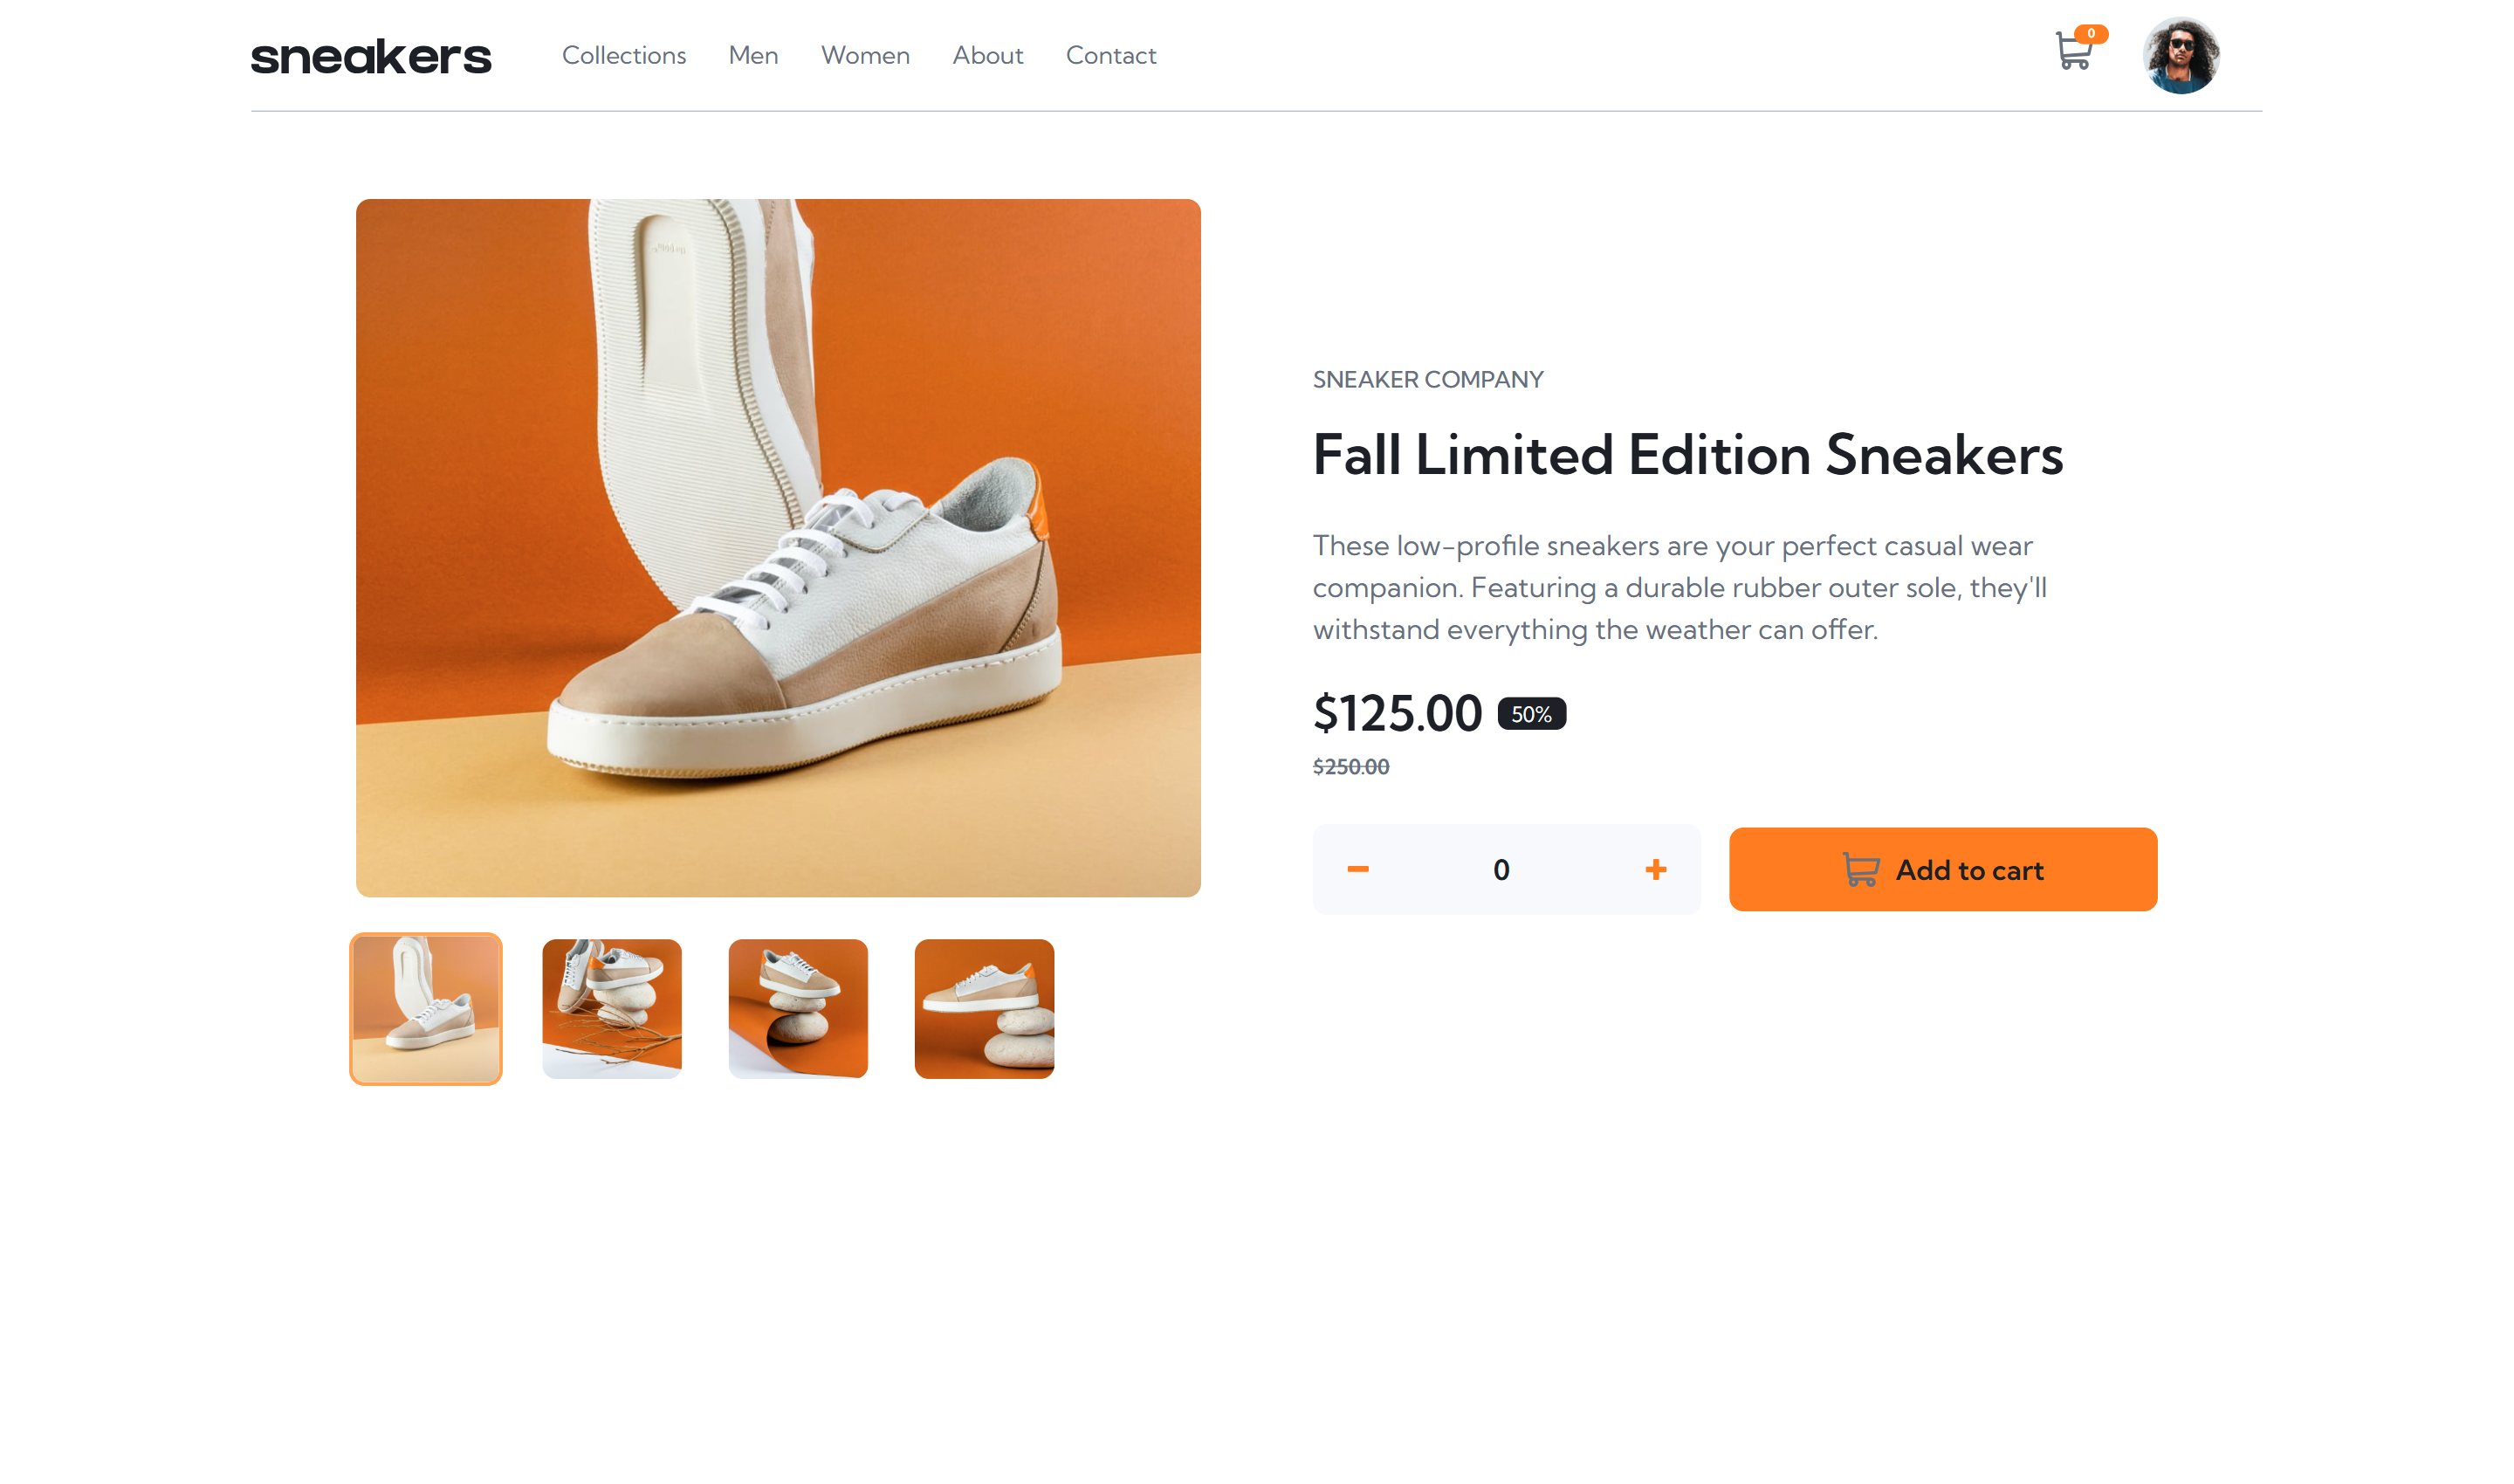 sneakers
Collections Men Women About Contact
0
SNEAKER COMPANY
Fall Limited Edition Sneakers
These low-profile sneakers are your perfect casual wear
companion. Featuring a durable rubber outer sole, they'll
withstand everything the weather can offer.
$125.00 50%
$250.00
0
Add to cart